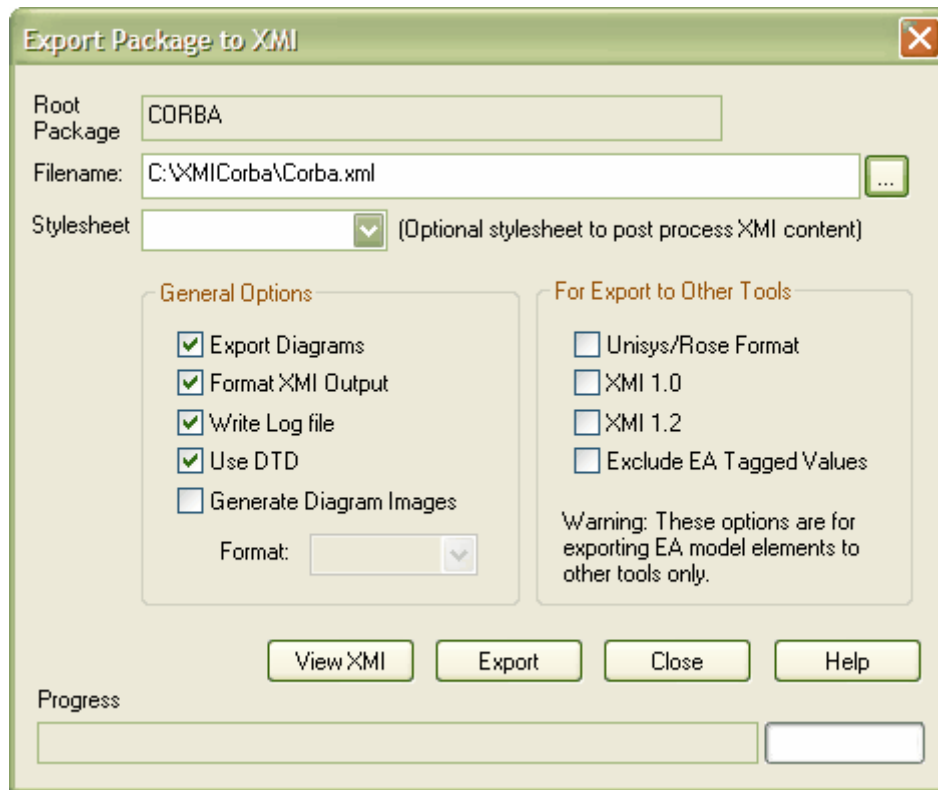 Export Package to XMI
Root
Package
CORBA
Filename:
C:\XMICorba\Corba.xml
...
Stylesheet
(Optional stylesheet to post process XMI content)
General Options
Export Diagrams
Format XMI Output
Write Log file
Use DTD
Generate Diagram Images
Format:
For Export to Other Tools
Unisys/Rose Format
XMI 1.0
XMI 1.2
Exclude EA Tagged Values
Warning: These options are for
exporting EA model elements to
other tools only.
View XMI
Export
Close
Help
Progress